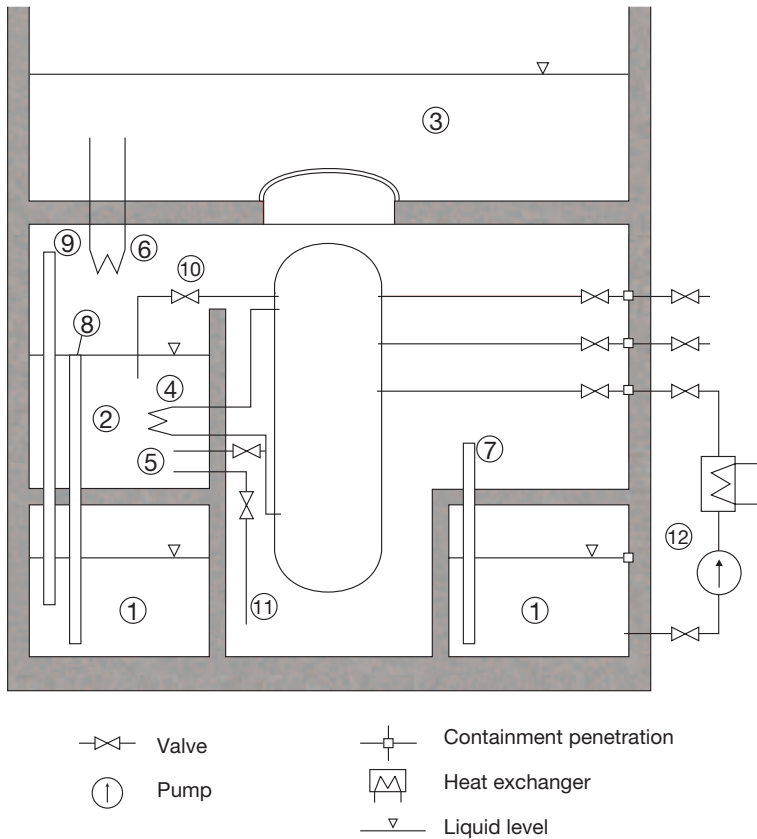 ③
⑨
⑥
⑩
⑧
④
②
⑤
⑦
⑫
①
⑪
①
Valve
Containment penetration
Pump
Heat exchanger
Liquid level